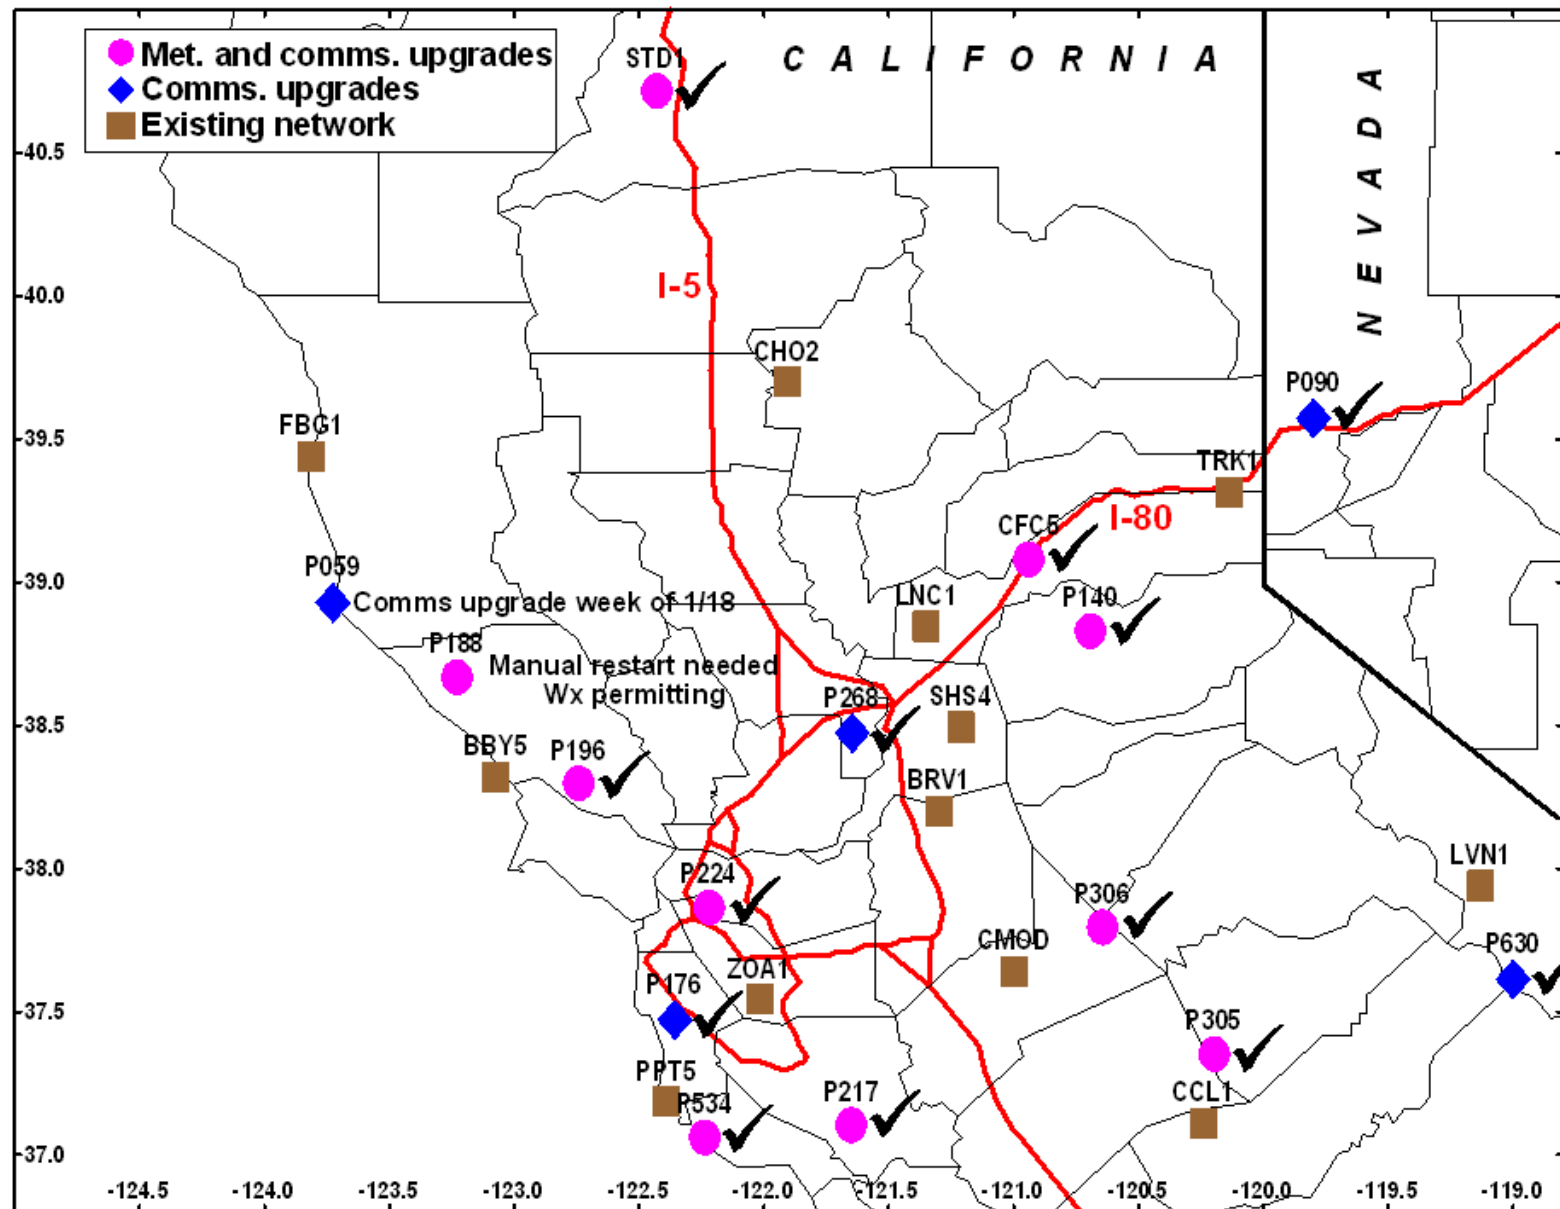 Met. and comms. upgrades
Comms. upgrades
Existing network
STD1
C A L I F O R N I A
N E V A D A
40.5
I-5
40.0
CHO2
P090
FBG1
39.5
TRK1
I-80
CFC5
P059
39.0
Comms upgrade week of 1/18
LNC1
P140
P188
Manual restart needed
Wx permitting
P268
SHS4
38.5
BBY5
P196
BRV1
38.0
P224
LVN1
P306
CMOD
P630
ZOA1
P176
37.5
P305
PPT5
P534
P217
CCL1
37.0
-124.5 -124.0 -123.5 -123.0 -122.5 -122.0 -121.5 -121.0 -120.5 -120.0 -119.5 -119.0